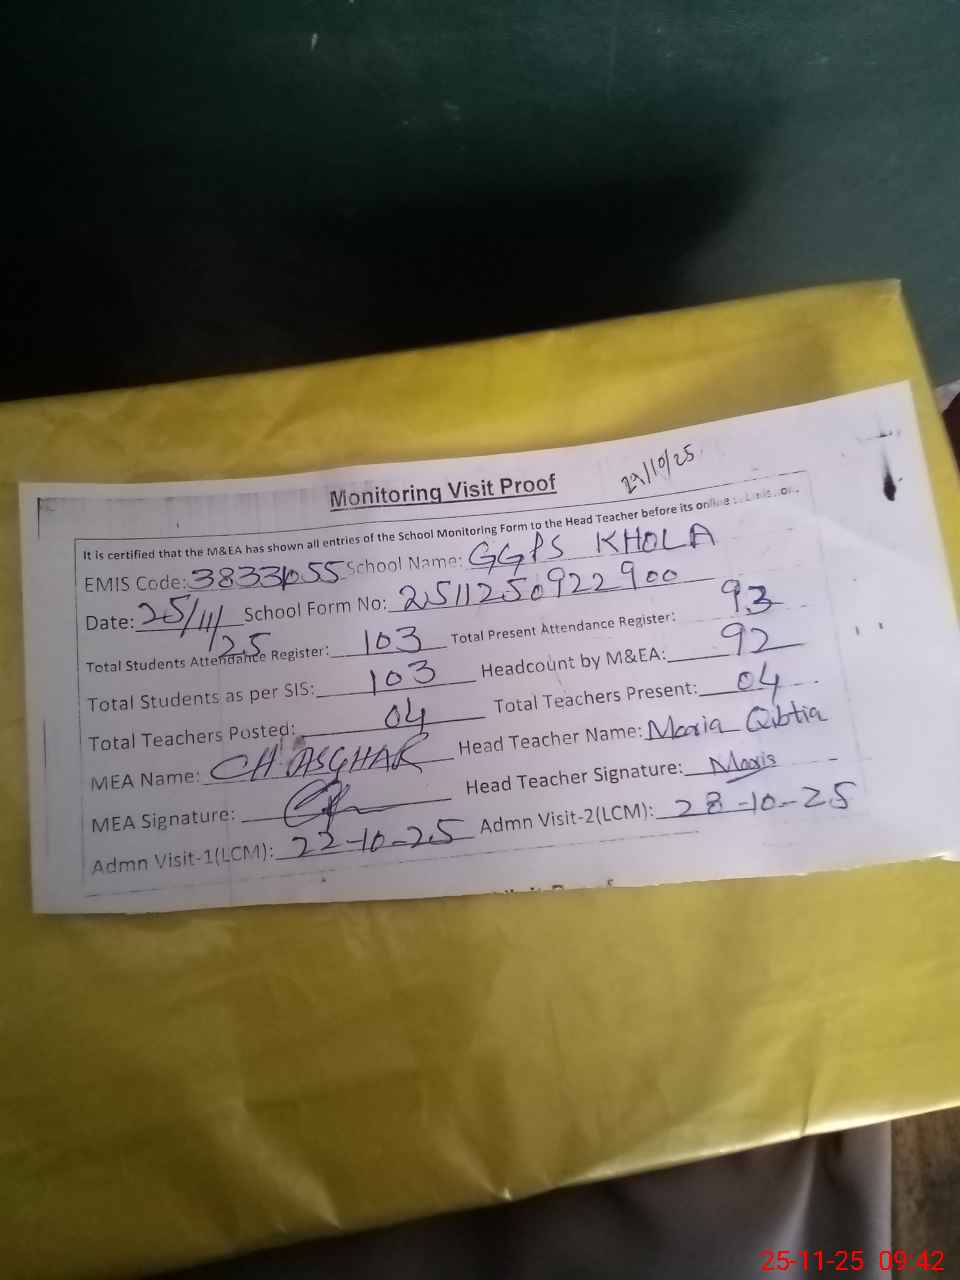 Monitoring Visit Proof
29/10/25
It is certified that the M&EA has shown all entries of the School Monitoring Form to the Head Teacher before its online
EMIS Code: 38331055 School Name: GGPS KHOLA
Date: 25/11/25 School Form No: 2511250922900
Total Students Attendance Register: 103 Total Present Attendance Register: 93
Total Students as per SIS: 103 Headcount by M&EA: 92
Total Teachers Posted: 04 Total Teachers Present: 04
MEA Name: CH ASGHAR Head Teacher Name: Maria Qibtia
MEA Signature: Head Teacher Signature: Maris
Admn Visit-1(LCM): 22-10-25 Admn Visit-2(LCM): 28-10-25
25-11-25 09:42